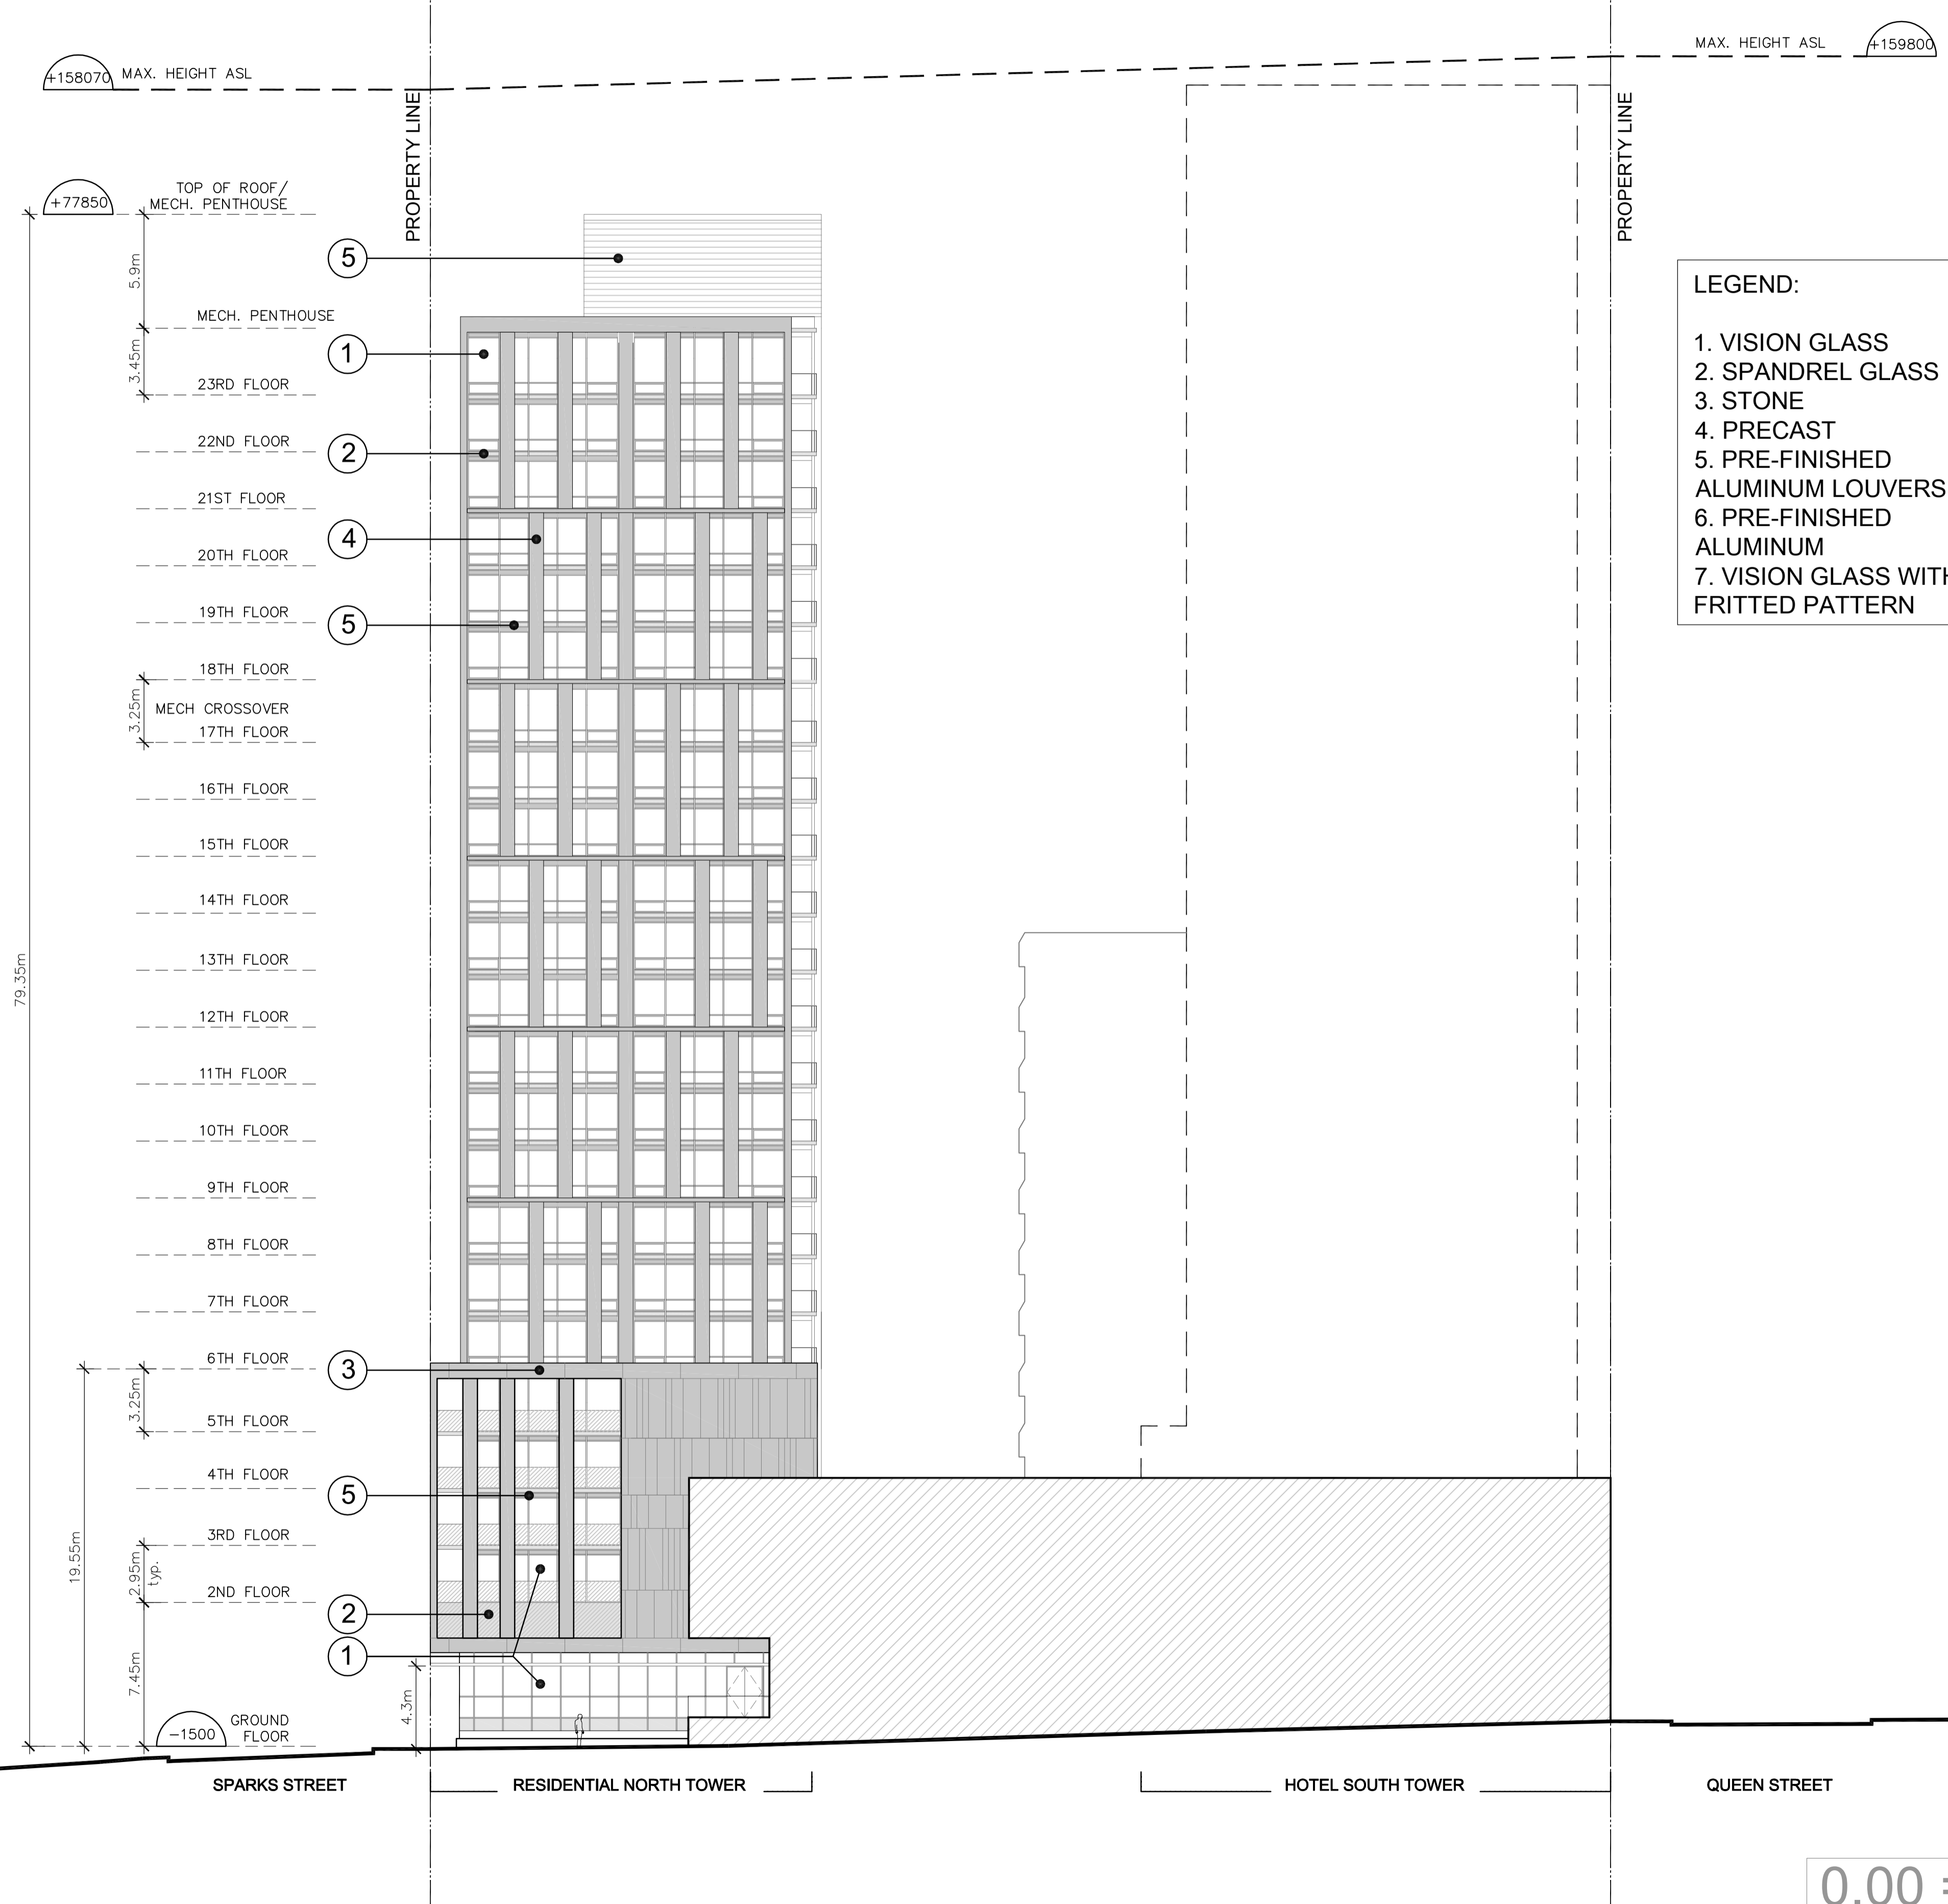 MAX. HEIGHT ASL
+159800
+158070
MAX. HEIGHT ASL
PROPERTY LINE
PROPERTY LINE
+77850
TOP OF ROOF/
MECH. PENTHOUSE
5.9m
5
LEGEND:
1. VISION GLASS
2. SPANDREL GLASS
3. STONE
4. PRECAST
5. PRE-FINISHED
ALUMINUM LOUVERS
6. PRE-FINISHED
ALUMINUM
7. VISION GLASS WITH
FRITTED PATTERN
MECH. PENTHOUSE
3.45m
1
23RD FLOOR
22ND FLOOR
2
21ST FLOOR
4
20TH FLOOR
19TH FLOOR
5
18TH FLOOR
3.25m
MECH CROSSOVER
17TH FLOOR
16TH FLOOR
15TH FLOOR
14TH FLOOR
13TH FLOOR
79.35m
12TH FLOOR
11TH FLOOR
10TH FLOOR
9TH FLOOR
8TH FLOOR
7TH FLOOR
6TH FLOOR
3
3.25m
5TH FLOOR
4TH FLOOR
5
3RD FLOOR
19.55m
2.95m
typ.
2ND FLOOR
2
1
7.45m
4.3m
-1500
GROUND
FLOOR
SPARKS STREET
RESIDENTIAL NORTH TOWER
HOTEL SOUTH TOWER
QUEEN STREET
0.00 =